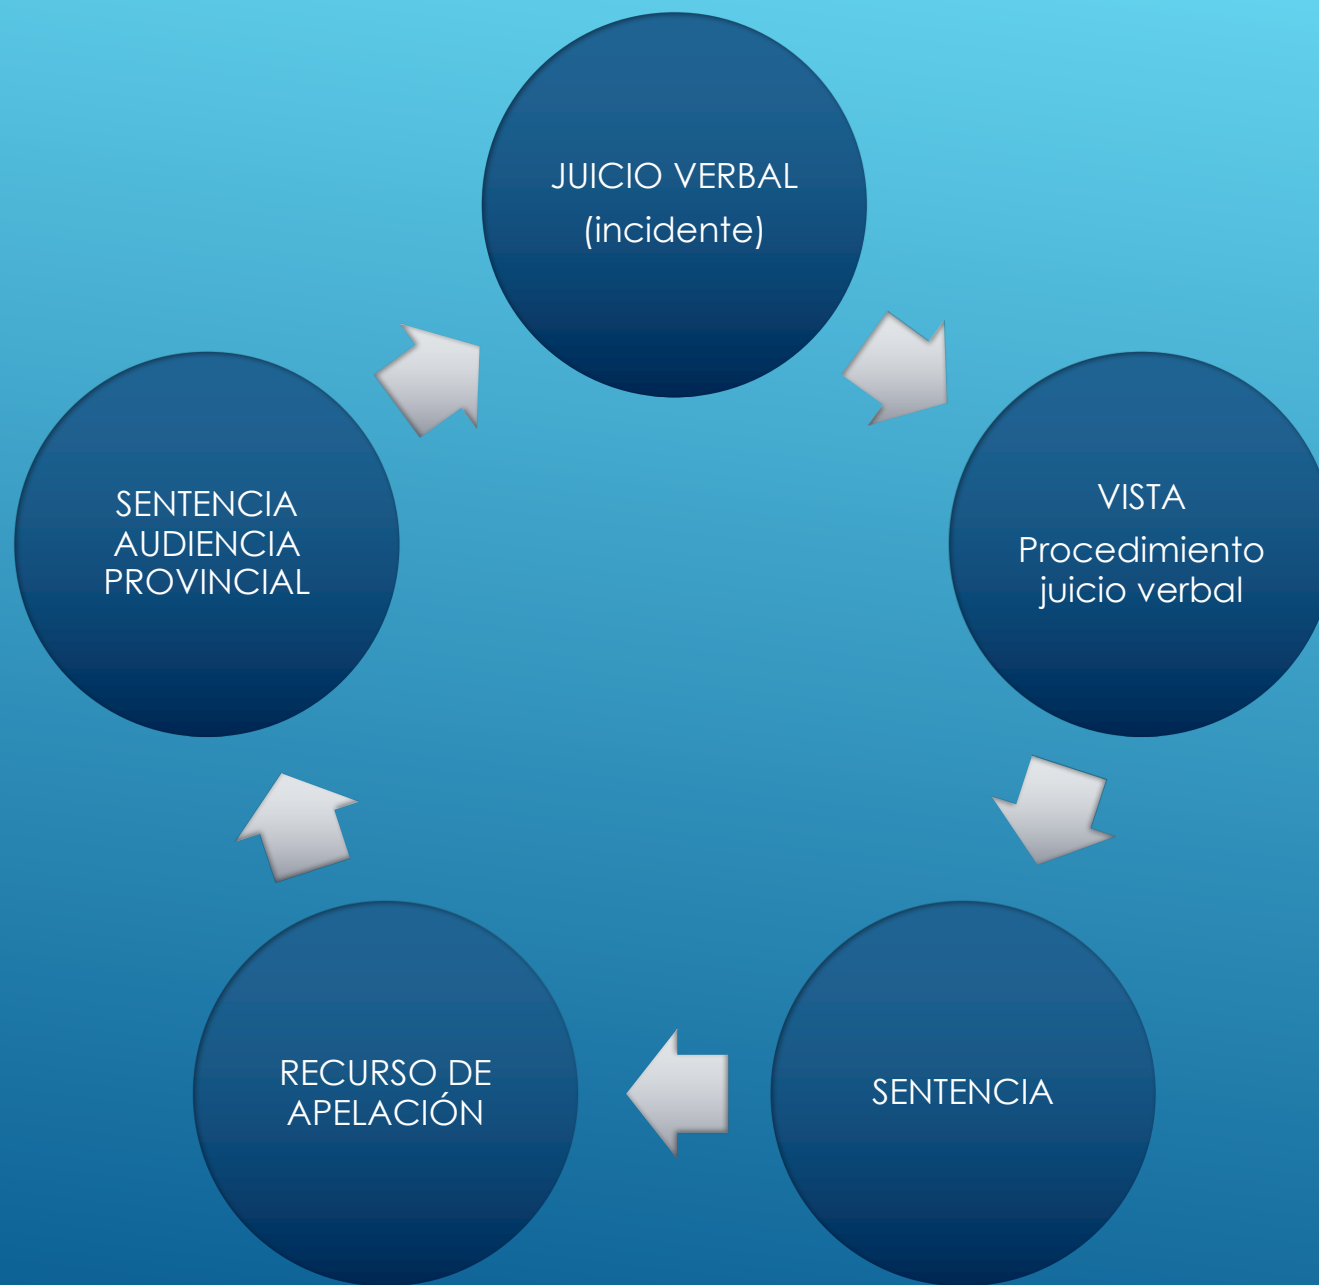 JUICIO VERBAL
(incidente)
VISTA
Procedimiento
juicio verbal
SENTENCIA
RECURSO DE
APELACIÓN
SENTENCIA
AUDIENCIA
PROVINCIAL